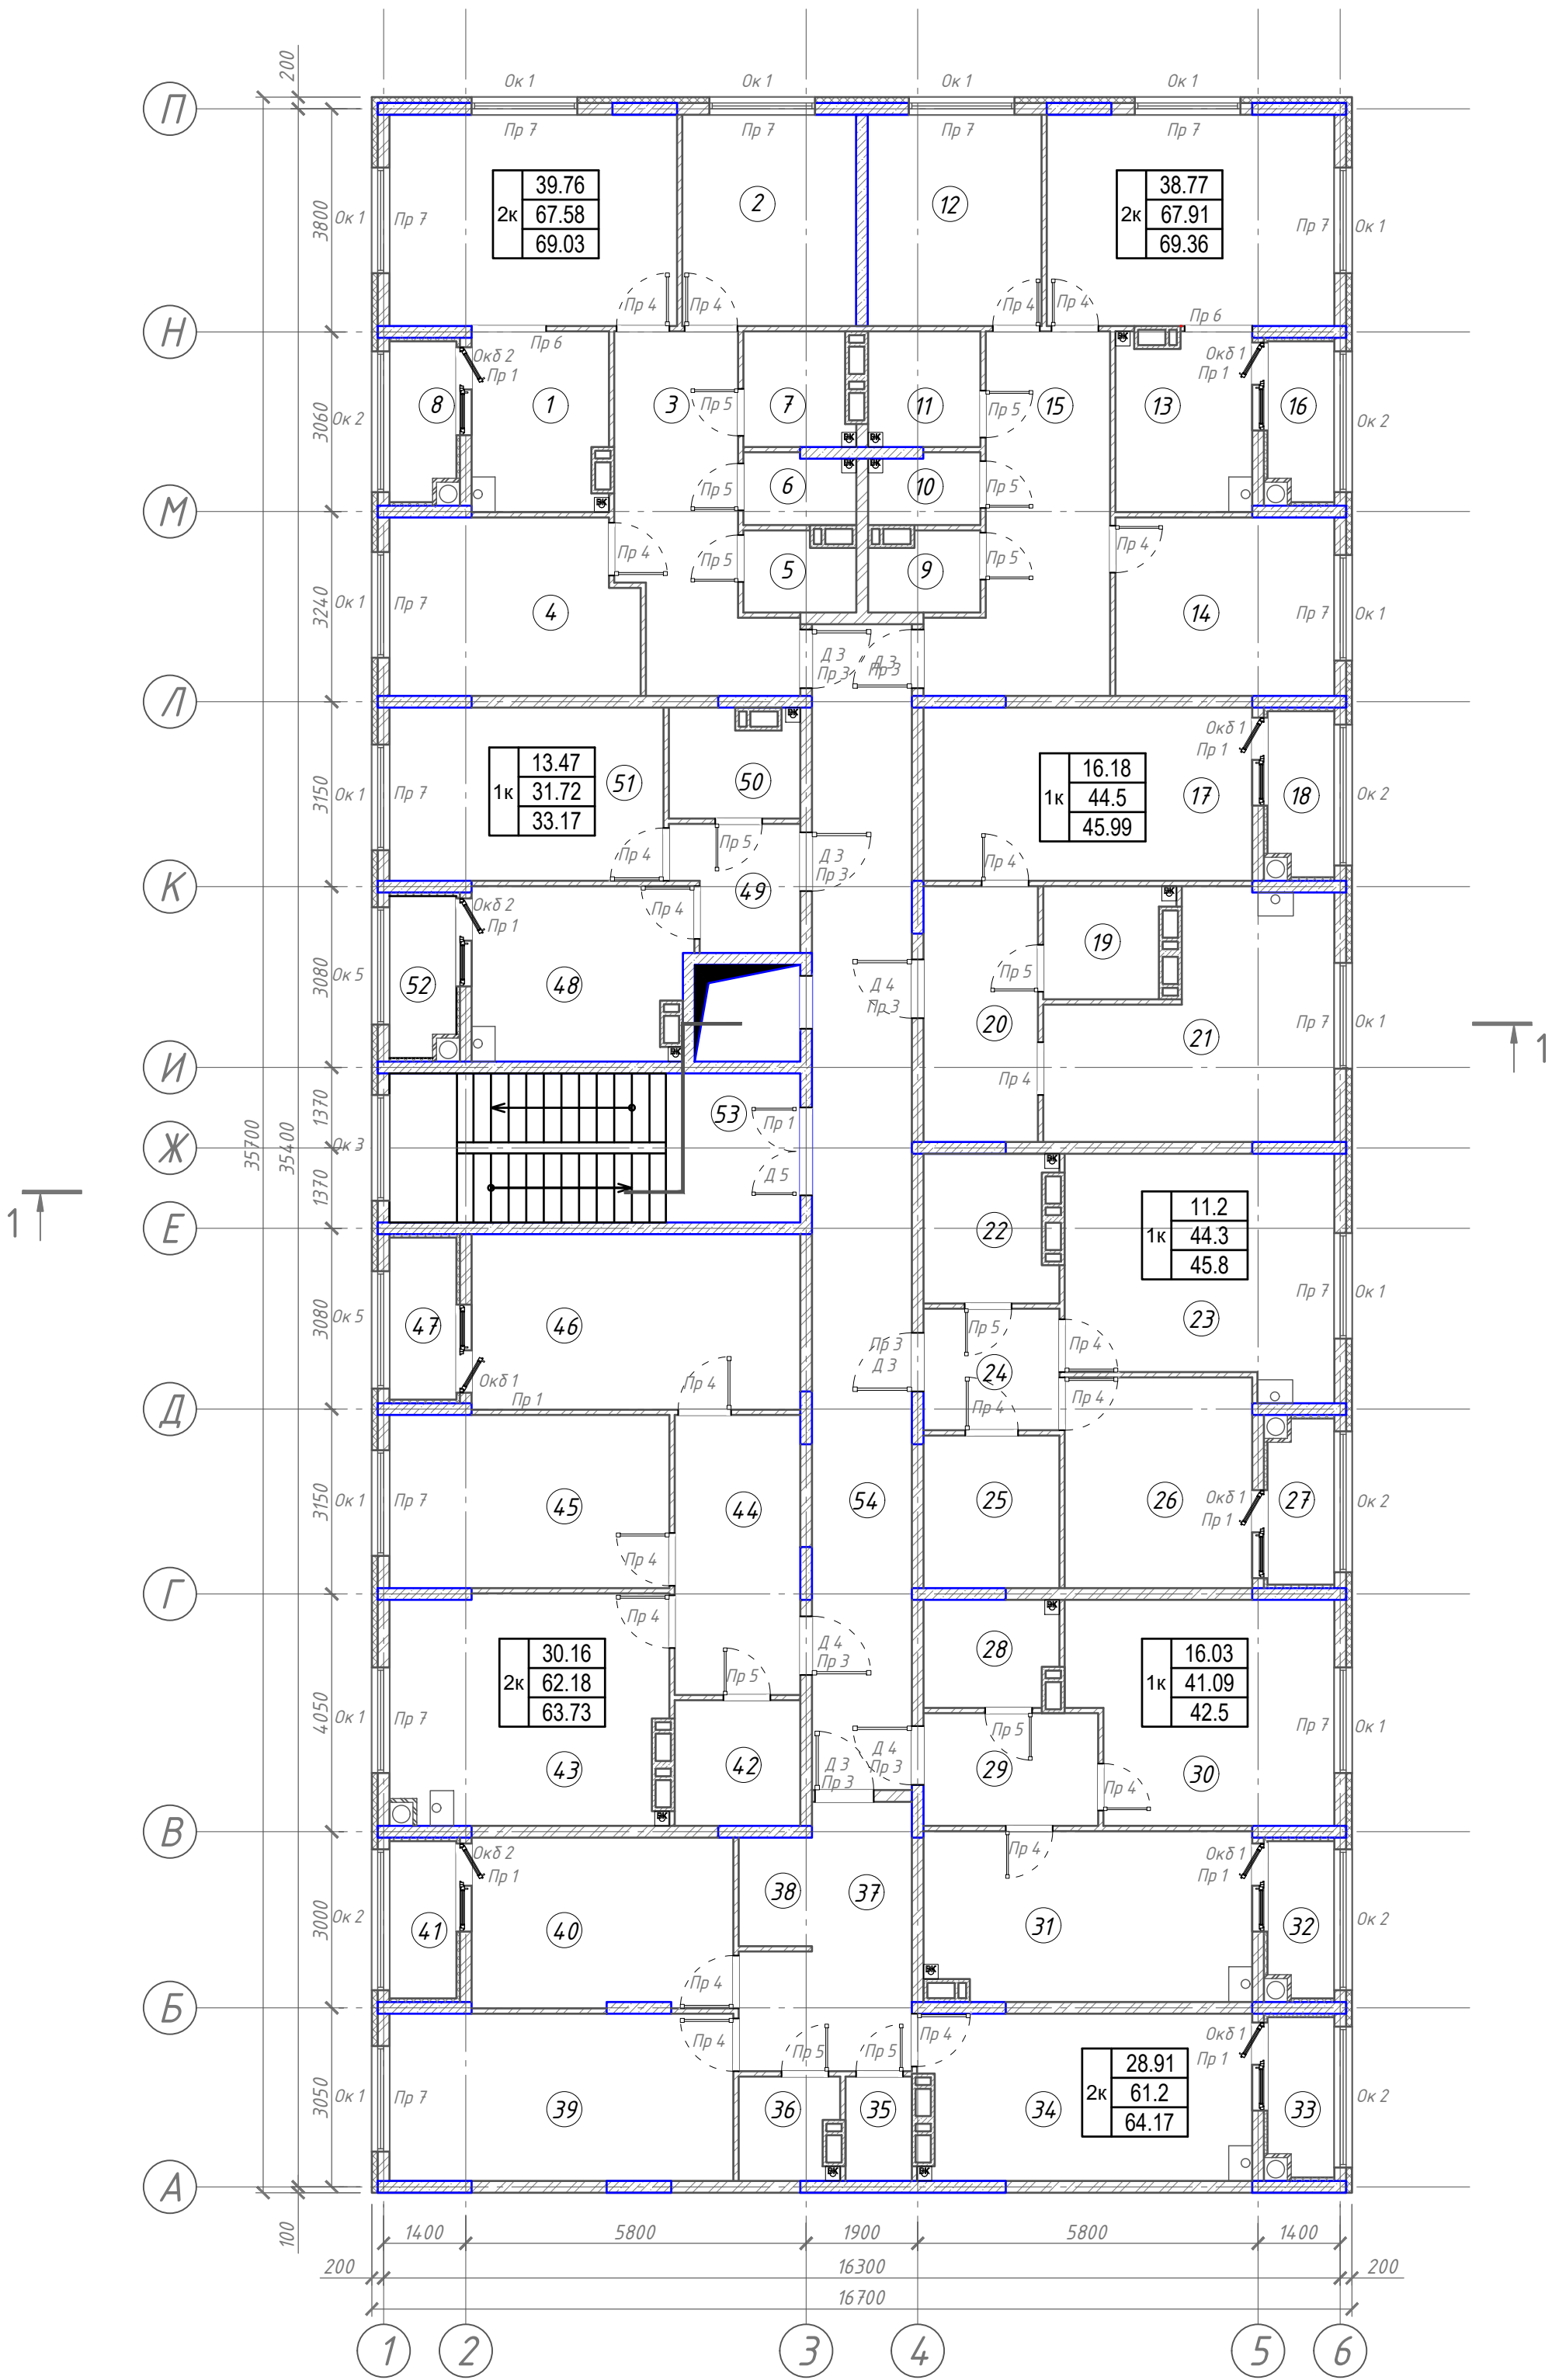 200
Ок 1 Ок 1 Ок 1 Ок 1
П
Пр 7 Пр 7 Пр 7 Пр 7
39.76
2к 67.58
69.03
2
12
38.77
2к 67.91
69.36
3800
Ок 1 Пр 7 Пр 7 Ок 1
Пр 4 Пр 4 Пр 4 Пр 4
Пр 6
Н
Пр 6
ВК
Окб 2 Окб 1
Пр 1 Пр 1
3060
Ок 2 8 1 3 Пр 5 7 11 Пр 5 15 13 16 Ок 2
ВК ВК
ВК ВК
6 10
Пр 5 Пр 5
ВК
М
Пр 4 Пр 5 5 9 Пр 5 Пр 4
3240
Ок 1 Пр 7 4 14 Пр 7 Ок 1
Д 3 Д 3
Пр 3 Пр 3
Л
ВК
Окб 1
Пр 1
13.47
1к 31.72
33.17
51
50
16.18
1к 44.5
45.99
17
18
3150
Ок 1 Пр 7 Ок 2
Пр 4 Пр 5 Д 3 Пр 4
Пр 3
К
49
ВК
Окб 2
Пр 1
Пр 4
19
3080
Ок 5 52 48 Д 4 Пр 5
Пр 3
20 21 Пр 7 Ок 1
ВК
1
И
1370
35700
35400
Ок 3
53
Пр 1
Ж
ВК
Д 5
1370
1
Е
22
11.2
1к 44.3
45.8
3080
Ок 5 47 46 23 Пр 7 Ок 1
Пр 3 Пр 5 Пр 4
Д 3
24
Окб 1
Пр 1
Пр 4 Пр 4 Пр 4
Д
3150
Ок 1 Пр 7 45 44 54 25 26 27 Ок 2
Окб 1
Пр 1
Пр 4
Г
Пр 4
ВК
30.16
2к 62.18
63.73
28
16.03
1к 41.09
42.5
Д 4
Пр 3
Пр 5
4050
Ок 1 Пр 7 Пр 7 Ок 1
43 42 Д 3 Д 4 Пр 5
Пр 3 Пр 3
29 30
Пр 4
ВК
В
Окб 2 Окб 1
Пр 1 Пр 1
Пр 4
38 37
3000
Ок 2 41 40 31 32 Ок 2
ВК
Пр 4
Б
Пр 4 Пр 5 Пр 5 Пр 4
Окб 1
Пр 1
28.91
2к 61.2
64.17
3050
Ок 1 Пр 7 39 36 35 34 33 Ок 2
ВК ВК
А
100
1400 5800 1900 5800 1400
200 16300 200
16700
1 2 3 4 5 6